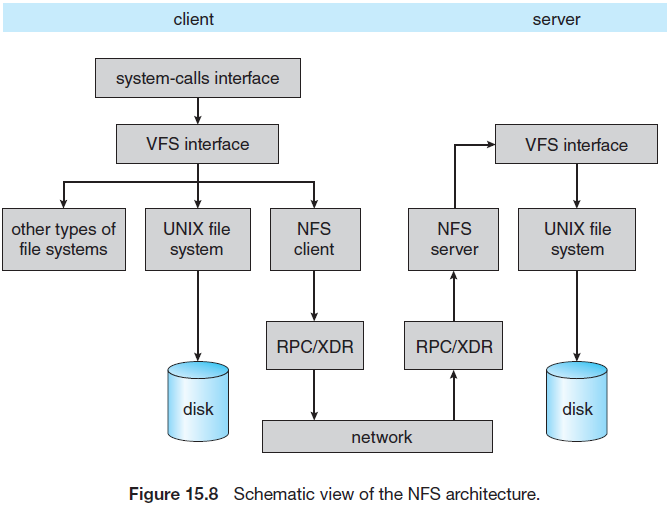 client
server
system-calls interface
VFS interface
VFS interface
other types of
file systems
UNIX file
system
NFS
client
NFS
server
UNIX file
system
RPC/XDR
RPC/XDR
disk
disk
network
Figure 15.8 Schematic view of the NFS architecture.